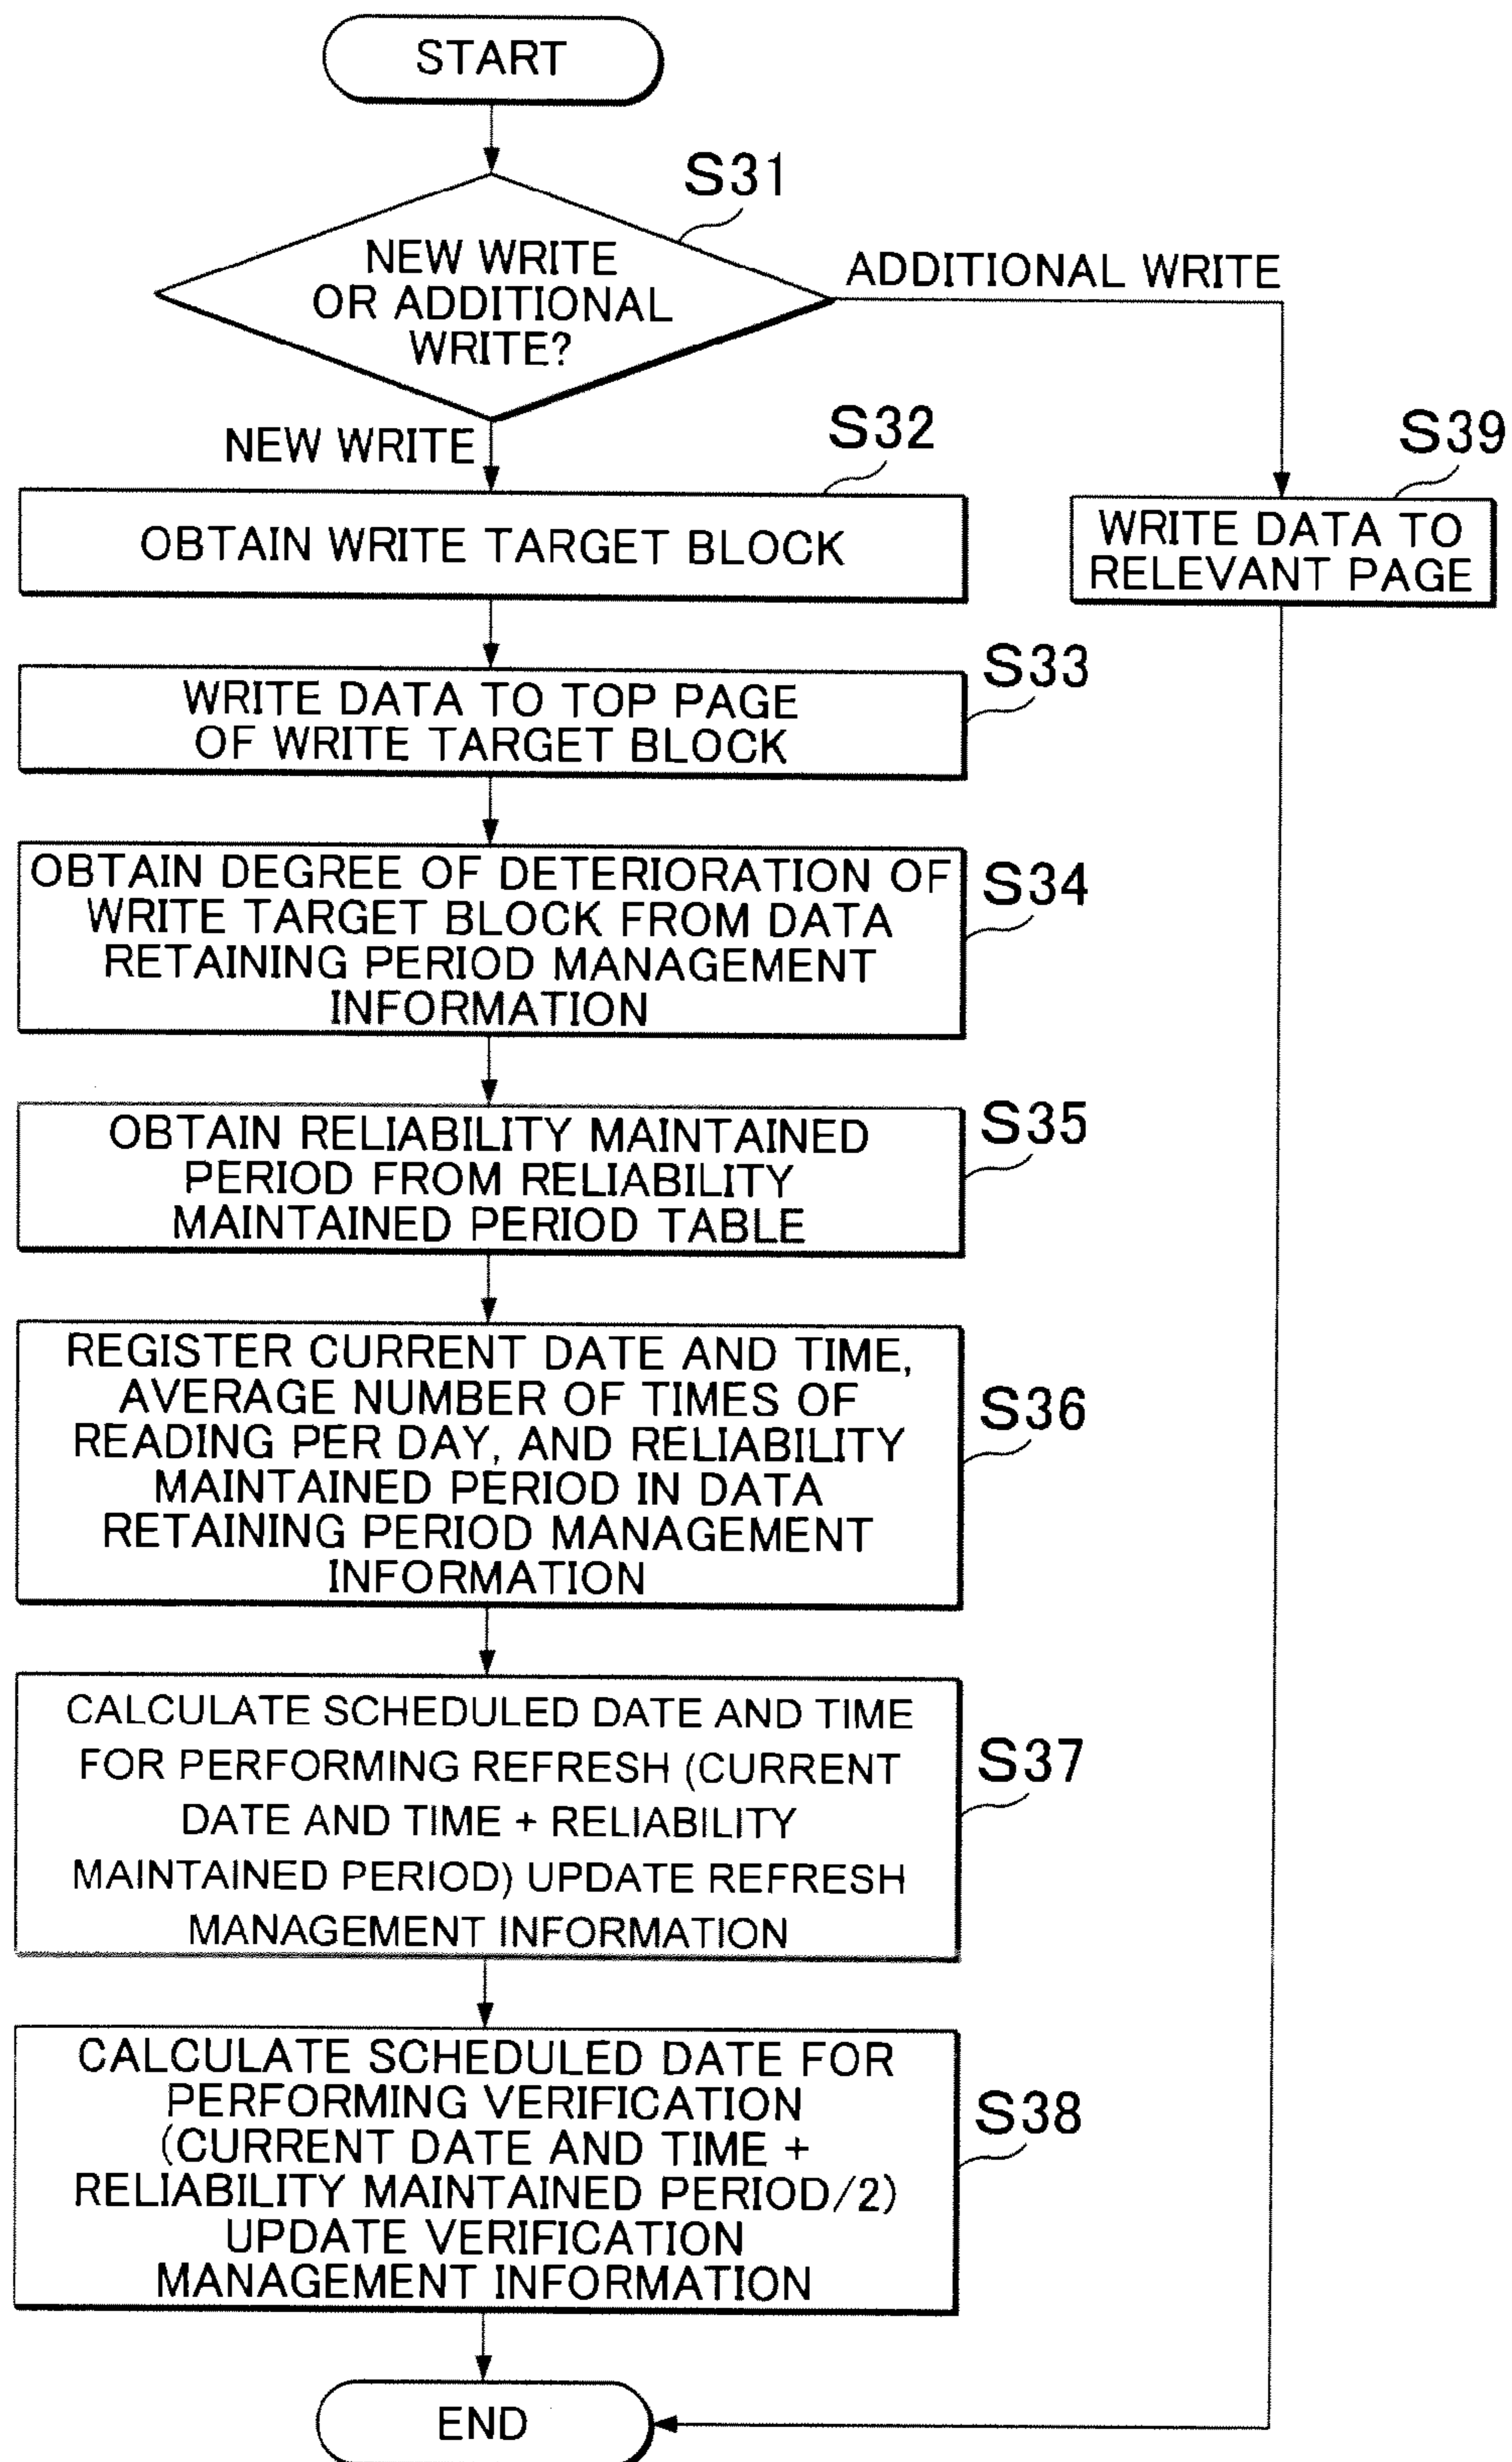 START
S31
NEW WRITE
OR ADDITIONAL
WRITE?
ADDITIONAL WRITE
NEW WRITE
S32
OBTAIN WRITE TARGET BLOCK
S39
WRITE DATA TO
RELEVANT PAGE
S33
WRITE DATA TO TOP PAGE
OF WRITE TARGET BLOCK
S34
OBTAIN DEGREE OF DETERIORATION OF
WRITE TARGET BLOCK FROM DATA
RETAINING PERIOD MANAGEMENT
INFORMATION
S35
OBTAIN RELIABILITY MAINTAINED
PERIOD FROM RELIABILITY
MAINTAINED PERIOD TABLE
S36
REGISTER CURRENT DATE AND TIME,
AVERAGE NUMBER OF TIMES OF
READING PER DAY, AND RELIABILITY
MAINTAINED PERIOD IN DATA
RETAINING PERIOD MANAGEMENT
INFORMATION
S37
CALCULATE SCHEDULED DATE AND TIME
FOR PERFORMING REFRESH (CURRENT
DATE AND TIME + RELIABILITY
MAINTAINED PERIOD) UPDATE REFRESH
MANAGEMENT INFORMATION
S38
CALCULATE SCHEDULED DATE FOR
PERFORMING VERIFICATION
(CURRENT DATE AND TIME +
RELIABILITY MAINTAINED PERIOD/2)
UPDATE VERIFICATION
MANAGEMENT INFORMATION
END